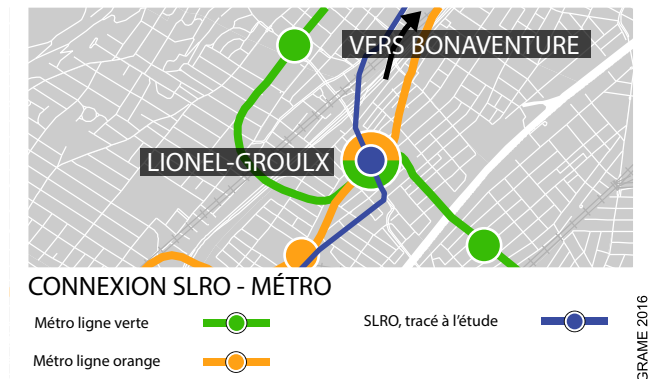 VERS BONAVENTURE
LIONEL-GROULX
CONNEXION SLRO - MÉTRO
Métro ligne verte
SLRO, tracé à l'étude
Métro ligne orange
GRAME 2016